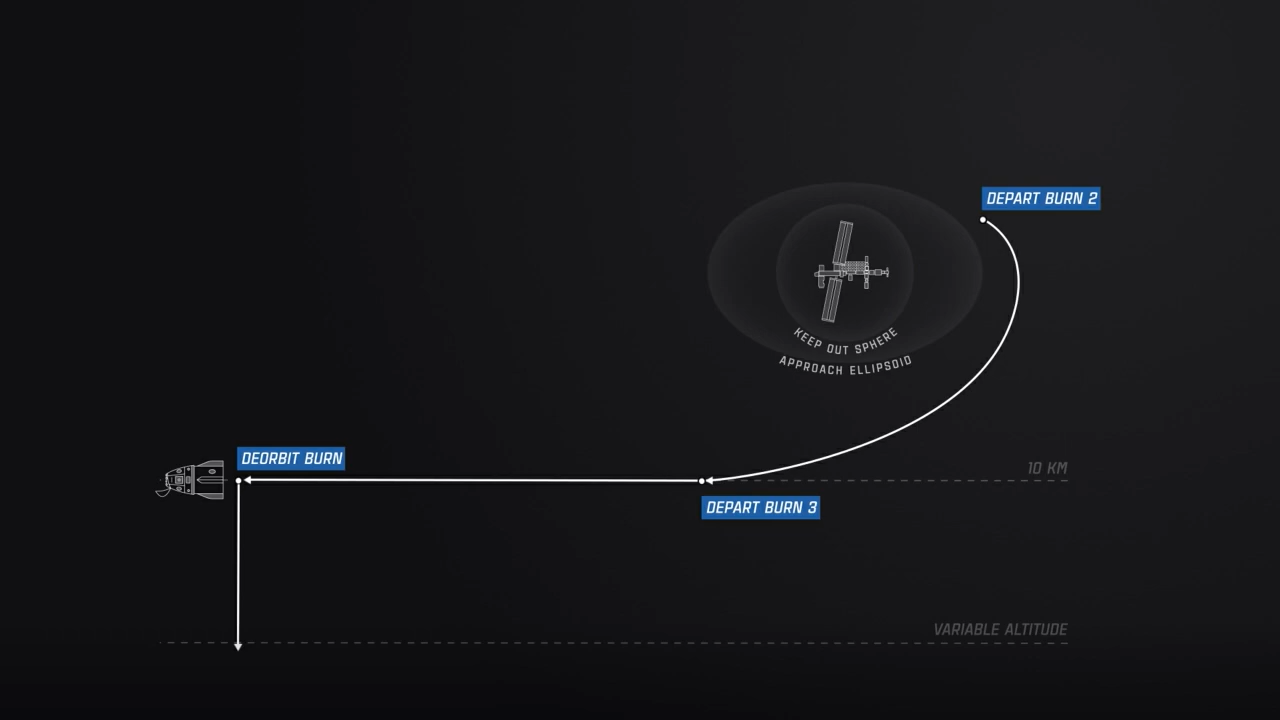 DEPART BURN 2
KEEP OUT SPHERE
APPROACH ELLIPSOID
DEORBIT BURN
10 KM
DEPART BURN 3
VARIABLE ALTITUDE